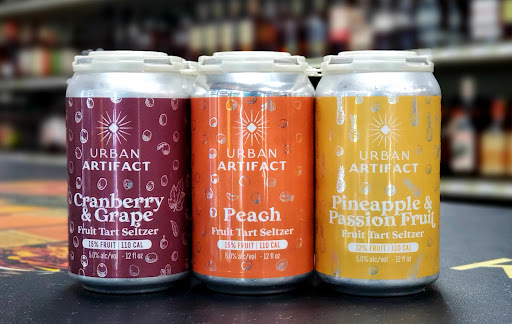 URBAN
ARTIFACT
Cranberry
& Grape
Fruit Tart Seltzer
15% FRUIT | 110 CAL
5.0% alc/vol - 12 fl oz
URBAN
ARTIFACT
Peach
Fruit Tart Seltzer
15% FRUIT | 110 CAL
5.0% alc/vol - 12 fl oz
URBAN
ARTIFACT
Pineapple &
Passion Fruit
Fruit Tart Seltzer
12% FRUIT | 110 CAL
5.0% alc/vol - 12 fl oz